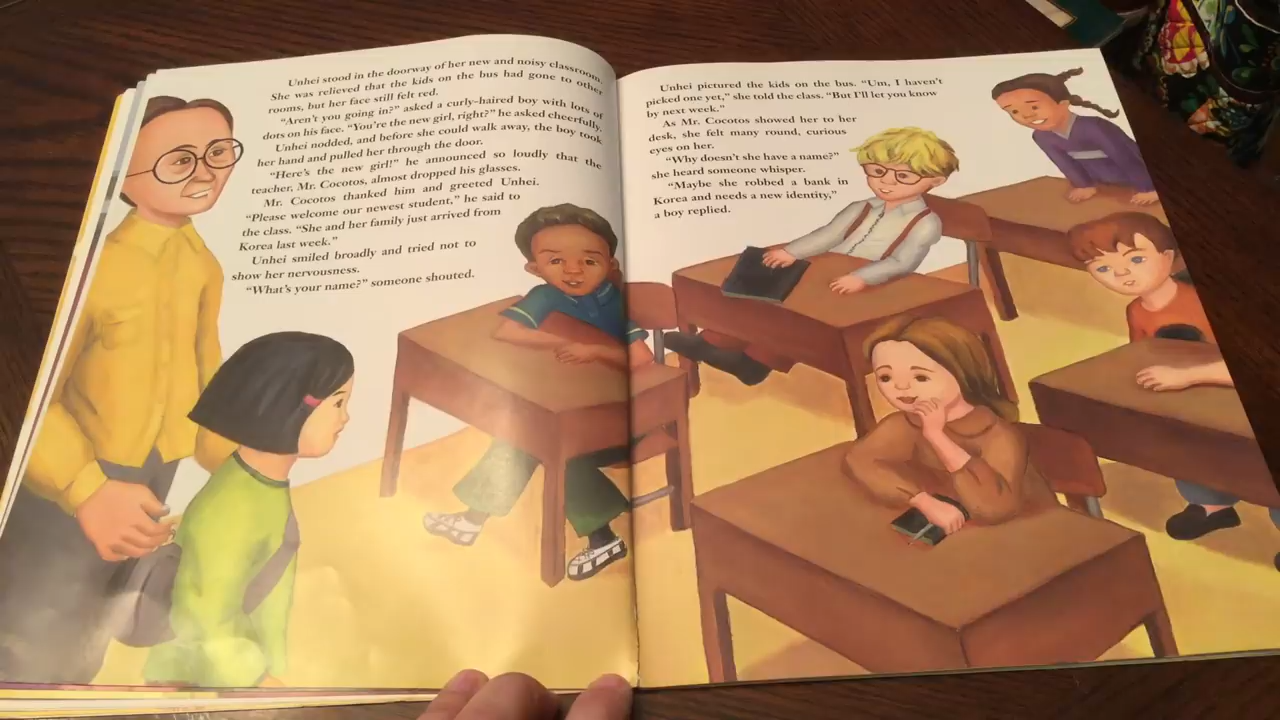 Unhei stood in the doorway of her new and noisy classroom.
She was relieved that the kids on the bus had gone to other
rooms, but her face still felt red.
"Aren't you going in?" asked a curly-haired boy with lots of
dots on his face. "You're the new girl, right?" he asked cheerfully.
Unhei nodded, and before she could walk away, the boy took
her hand and pulled her through the door.
"Here's the new girl!" he announced so loudly that the
teacher, Mr. Cocotos, almost dropped his glasses.
Mr. Cocotos thanked him and greeted Unhei.
"Please welcome our newest student," he said to
the class. "She and her family just arrived from
Korea last week."
Unhei smiled broadly and tried not to
show her nervousness.
"What's your name?" someone shouted.
Unhei pictured the kids on the bus. "Um, I haven't
picked one yet," she told the class. "But I'll let you know
by next week."
As Mr. Cocotos showed her to her
desk, she felt many round, curious
eyes on her.
"Why doesn't she have a name?"
she heard someone whisper.
"Maybe she robbed a bank in
Korea and needs a new identity,"
a boy replied.